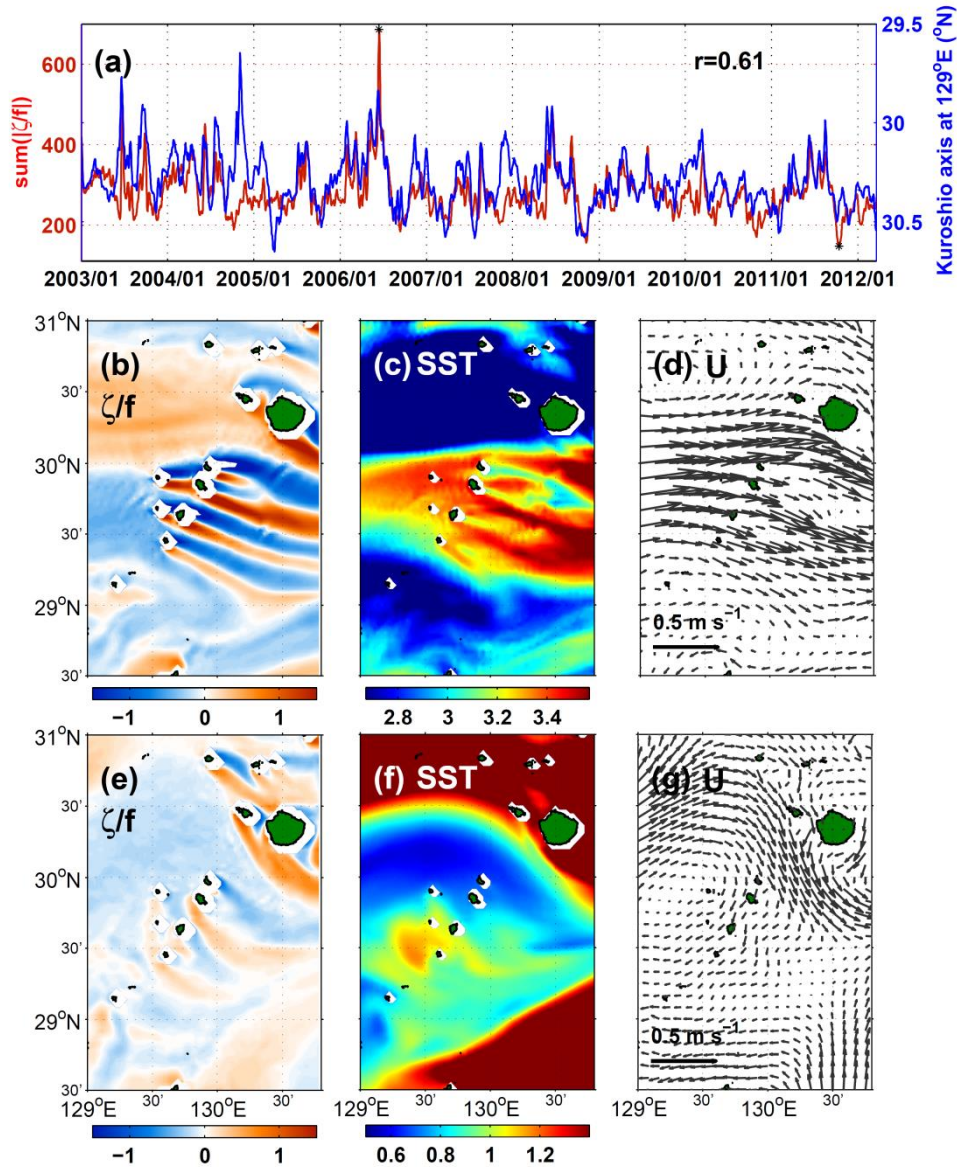 29.5
600
(a)
r=0.61
sum(|ζ/f|)
400
30
200
30.5
Kuroshio axis at 129°E (°N)
2003/01 2004/01 2005/01 2006/01 2007/01 2008/01 2009/01 2010/01 2011/01 2012/01
31°N
(b)
ζ/f
(c) SST
(d) U
30'
30°N
30'
29°N
0.5 m s⁻¹
30'
−1 0 1
2.8 3 3.2 3.4
31°N
(e)
ζ/f
(f) SST
(g) U
30'
30°N
30'
29°N
0.5 m s⁻¹
30'
129°E 30' 130°E 30'
30' 130°E 30'
30' 130°E 30'
−1 0 1
0.6 0.8 1 1.2